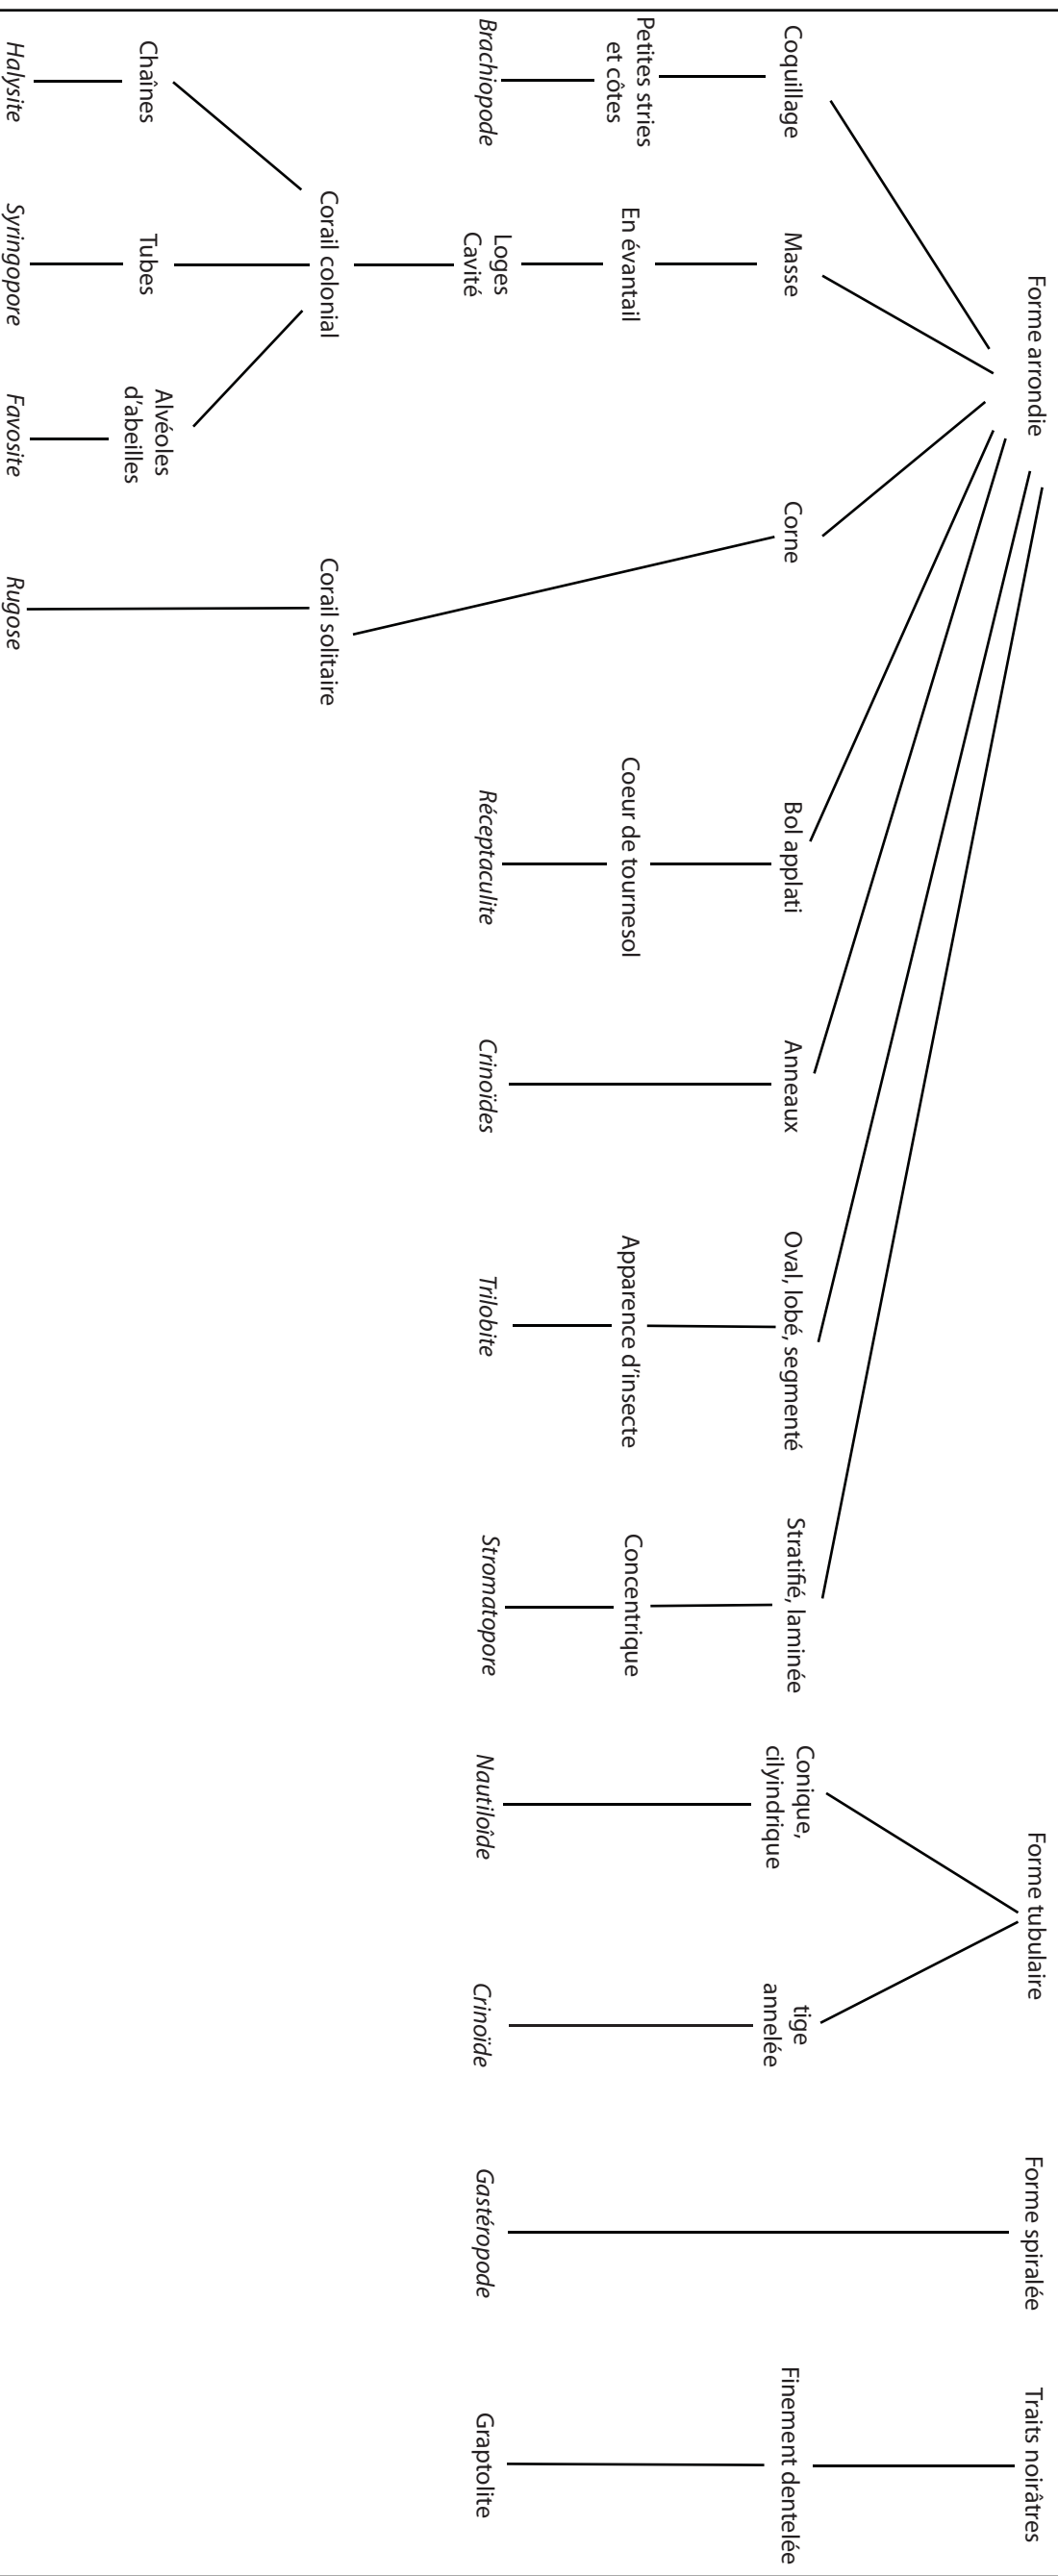 Forme arrondie
Forme tubulaire
Forme spiralée
Traits noirâtres
Coquillage
Masse
Corne
Bol applati
Anneaux
Oval, lobé, segmenté
Stratifié, laminée
Conique,
cilyindrique
tige
annelée
Finement dentelée
Petites stries
et côtes
En évantail
Coeur de tournesol
Apparence d'insecte
Concentrique
Brachiopode
Loges
Cavité
Réceptaculite
Crinoïdes
Trilobite
Stromatopore
Nautiloîde
Crinoïde
Gastéropode
Graptolite
Corail colonial
Corail solitaire
Chaînes
Tubes
Alvéoles
d'abeilles
Halysite
Syringopore
Favosite
Rugose